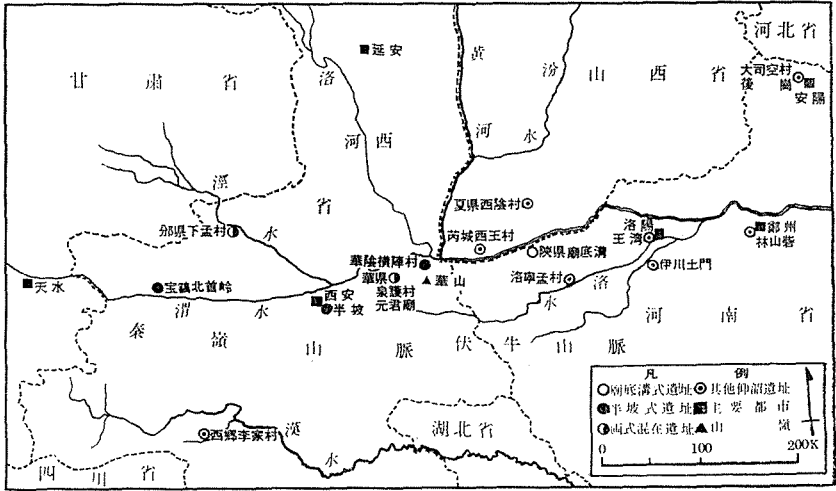 河北省
甘肅省
延安
洛河
黄河
汾水
山西省
大司空村
後崗
安陽
西
涇水
省
夏県西陰村
邠県下孟村
芮城西王村
陝県廟底溝
洛陽
王湾
鄭州
林山砦
伊川土門
華陰横陣村
華県
泉護村
元君廟
華山
洛寧孟村
洛水
天水
宝鷄北首岭
渭水
西安
半坡
河南省
秦嶺山脈
伏牛山脈
湖北省
西郷李家村
漢水
四川省
凡例
廟底溝式遺址
其他仰韶遺址
半坡式遺址
主要都市
両式混在遺址
山嶺
0 100 200K